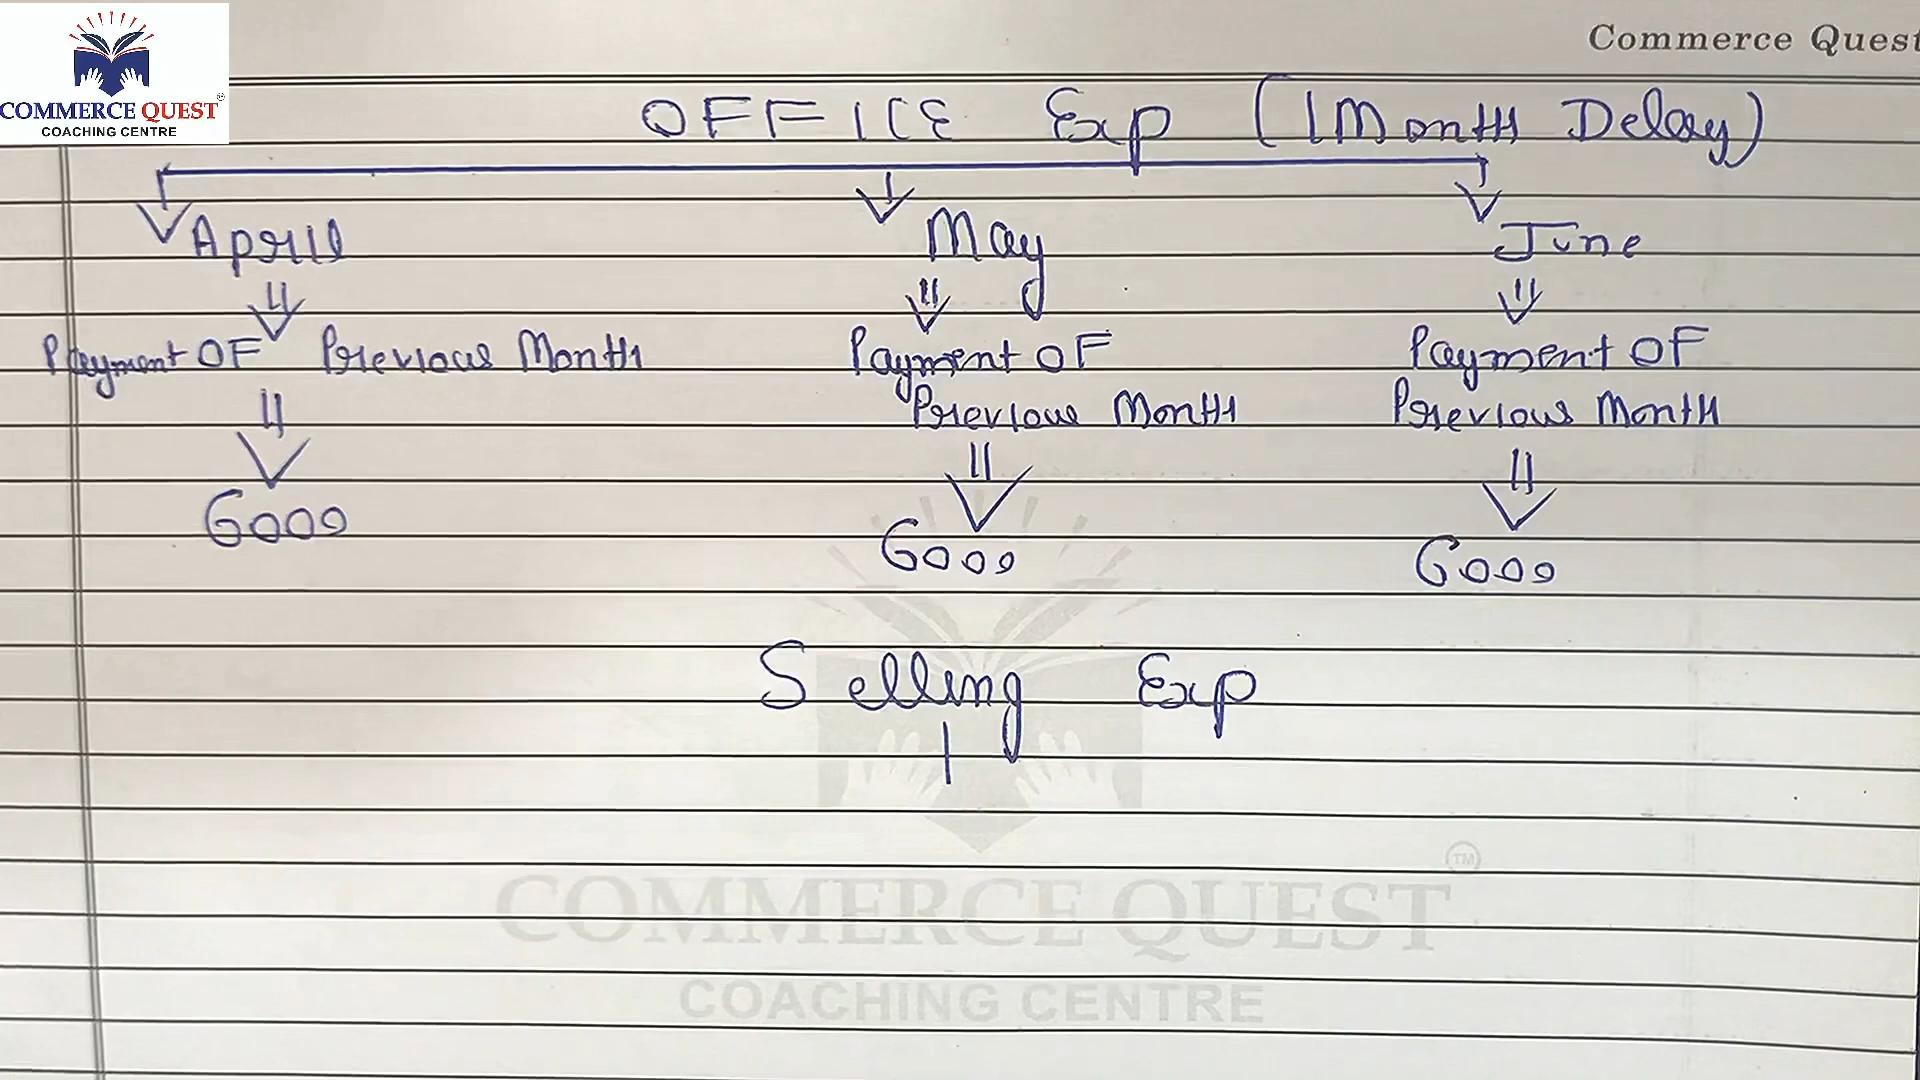 COMMERCE QUEST
COACHING CENTRE
Commerce Quest
OFFICE Exp (1 Month Delay)
April May June
Payment OF Previous Month Payment OF Payment OF
Previous Month Previous Month
6000 6000 6000
Selling Exp
TM
COMMERCE QUEST
COACHING CENTRE